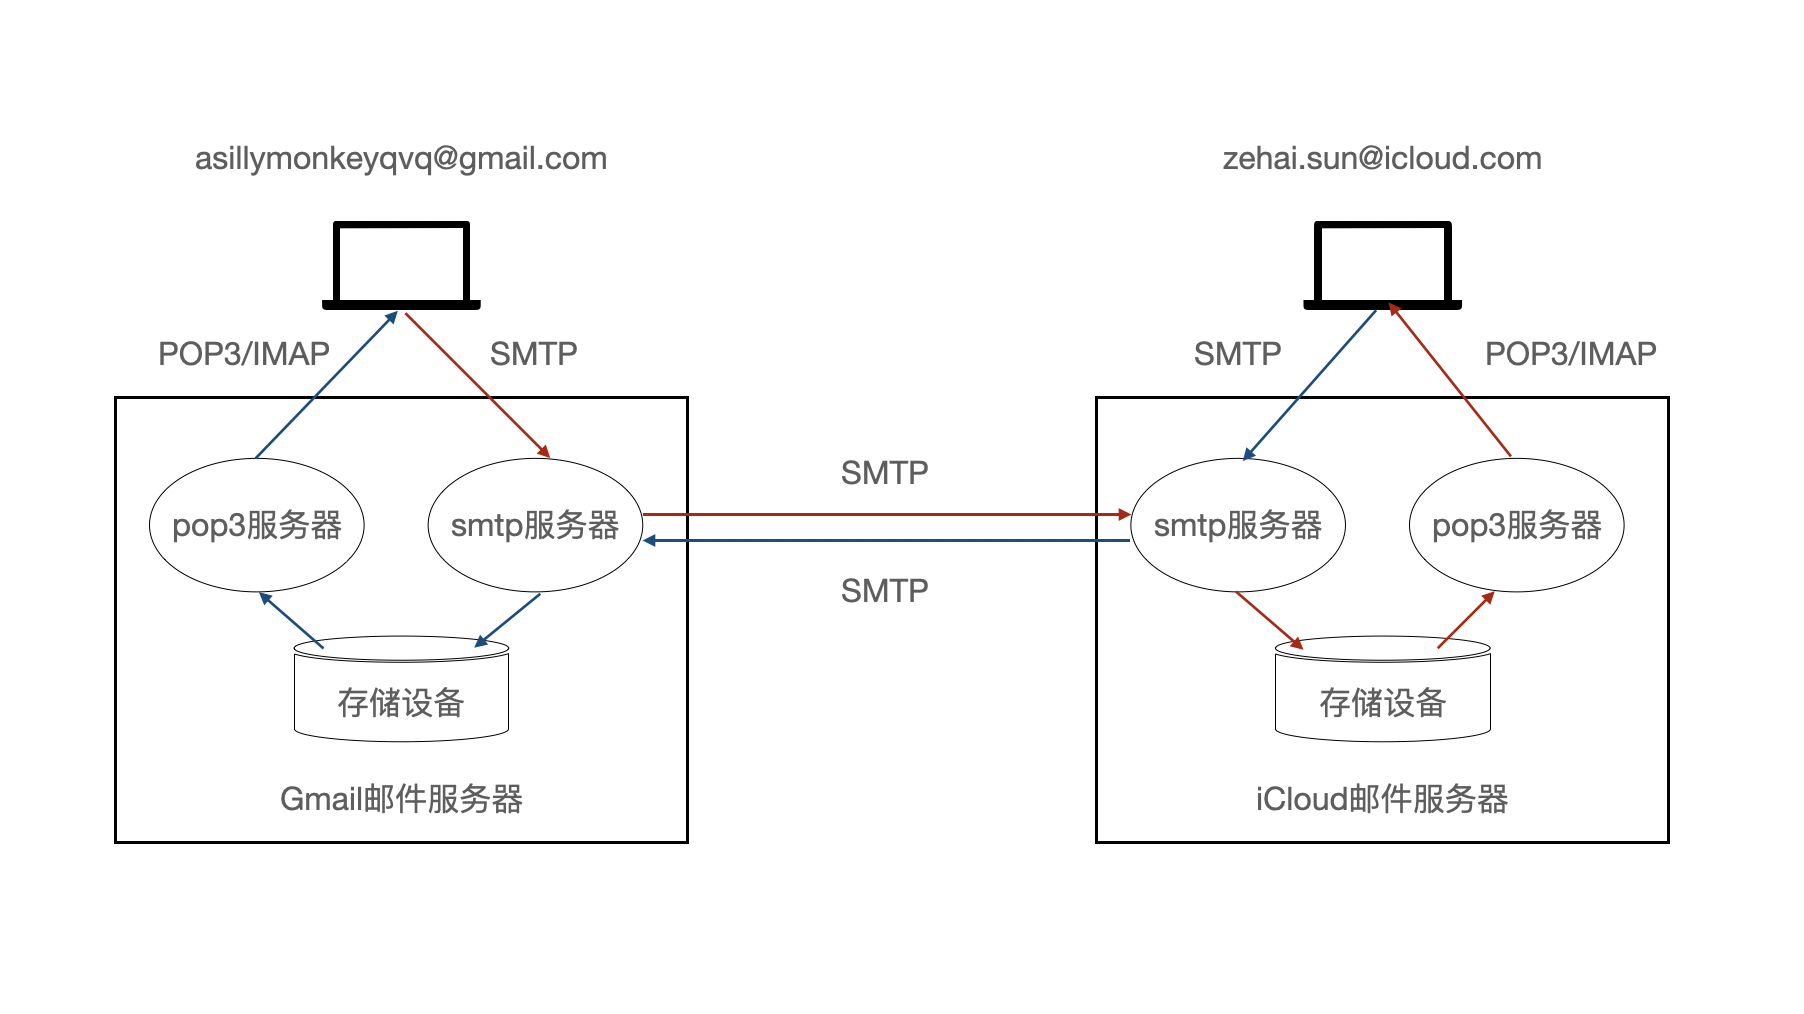 asillymonkeyqvq@gmail.com
zehai.sun@icloud.com
POP3/IMAP
SMTP
SMTP
POP3/IMAP
SMTP
pop3服务器
smtp服务器
smtp服务器
pop3服务器
SMTP
存储设备
存储设备
Gmail邮件服务器
iCloud邮件服务器